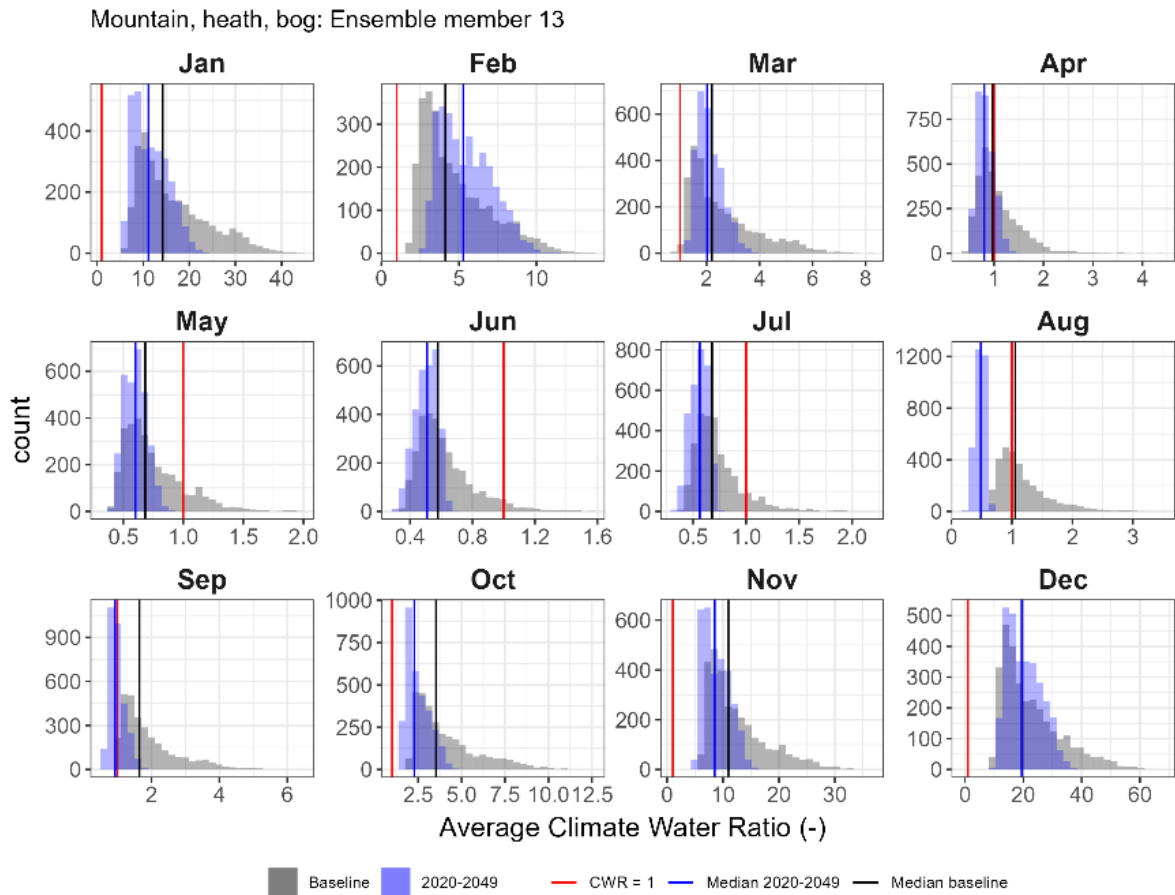 Mountain, heath, bog: Ensemble member 13
Jan Feb Mar Apr
400 200 0
0 10 20 30 40
300 200 100 0
5 10
600 400 200 0
2 4 6 8
750 500 250 0
1 2 3 4
May Jun Jul Aug
600 400 200 0
0.5 1.0 1.5 2.0
600 400 200 0
0.4 0.8 1.2 1.6
800 600 400 200 0
0.5 1.0 1.5 2.0
1200 800 400 0
1 2 3
count
Sep Oct Nov Dec
900 600 300 0
2 4 6
1000 750 500 250 0
2.5 5.0 7.5 10.0 12.5
600 400 200 0
0 10 20 30
500 400 300 200 100 0
0 20 40 60
Average Climate Water Ratio (-)
Baseline 2020-2049 CWR = 1 Median 2020-2049 Median baseline